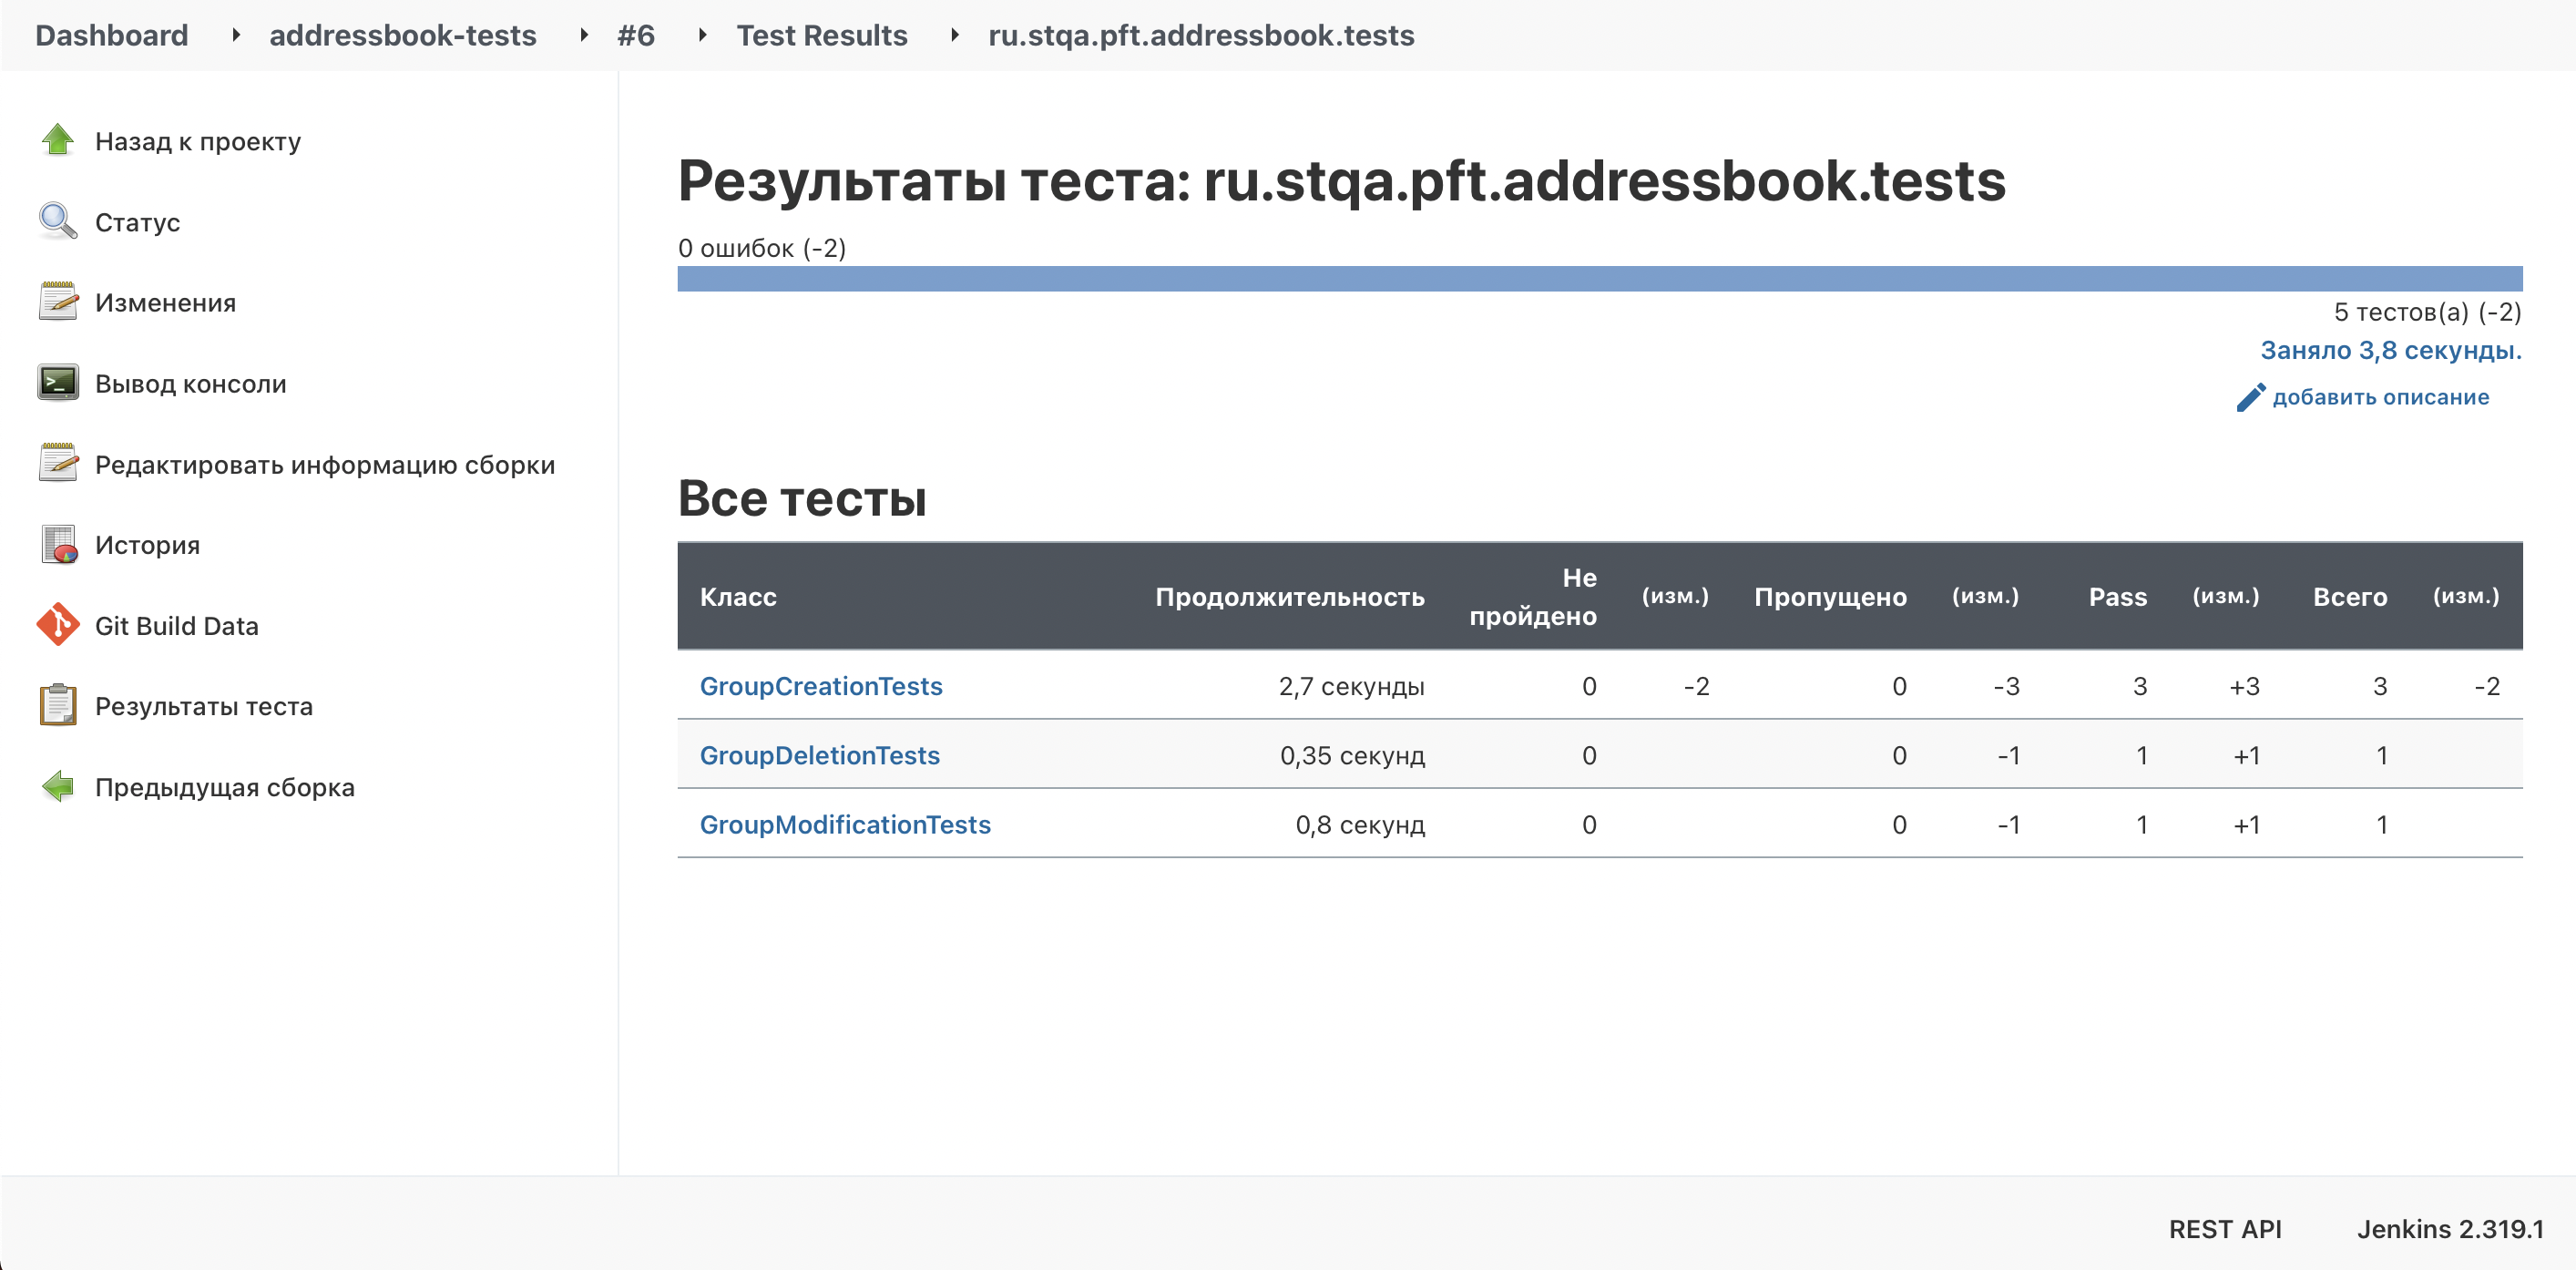 Dashboard addressbook-tests #6 Test Results ru.stqa.pft.addressbook.tests
Назад к проекту
Статус
Изменения
Вывод консоли
Редактировать информацию сборки
История
Git Build Data
Результаты теста
Предыдущая сборка
Результаты теста: ru.stqa.pft.addressbook.tests
0 ошибок (-2)
5 тестов(а) (-2)
Заняло 3,8 секунды.
добавить описание
Все тесты
Класс Продолжительность Не пройдено (изм.) Пропущено (изм.) Pass (изм.) Всего (изм.)
GroupCreationTests 2,7 секунды 0 -2 0 -3 3 +3 3 -2
GroupDeletionTests 0,35 секунд 0 0 -1 1 +1 1
GroupModificationTests 0,8 секунд 0 0 -1 1 +1 1
REST API Jenkins 2.319.1